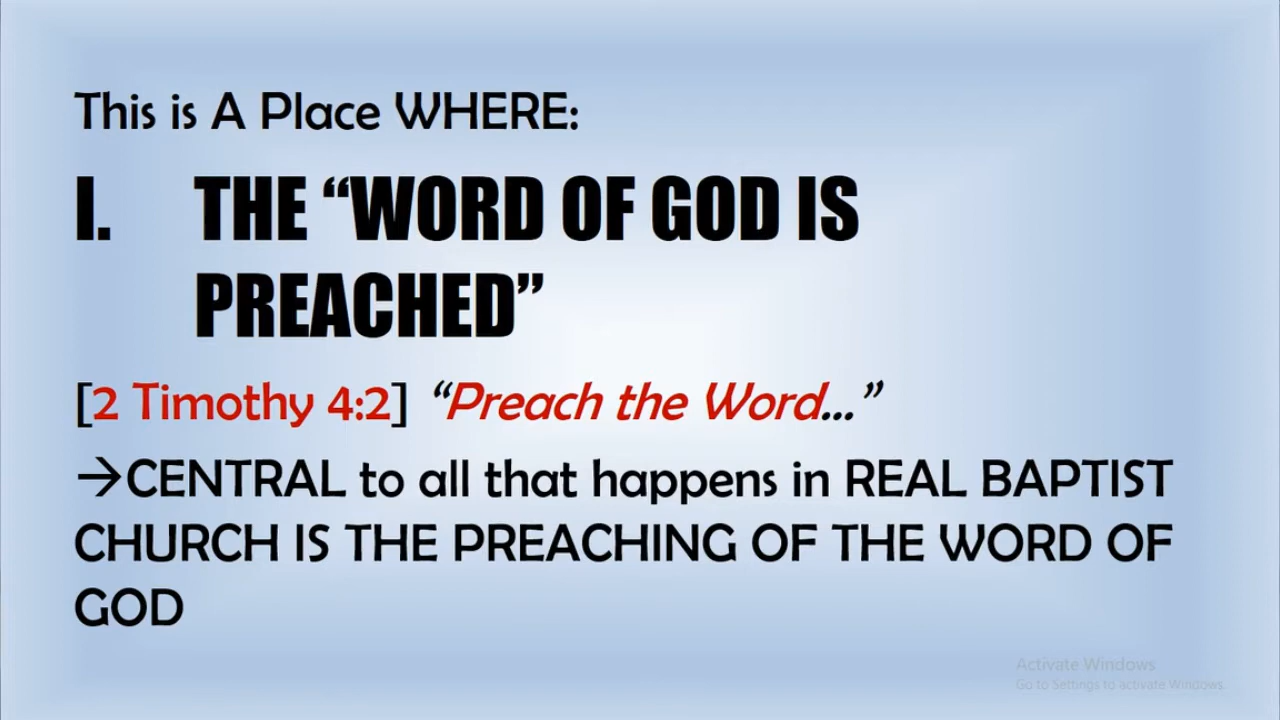 This is A Place WHERE:
I. THE “WORD OF GOD IS
PREACHED”
[2 Timothy 4:2] “Preach the Word...”
→CENTRAL to all that happens in REAL BAPTIST
CHURCH IS THE PREACHING OF THE WORD OF
GOD
Activate Windows
Go to Settings to activate Windows.